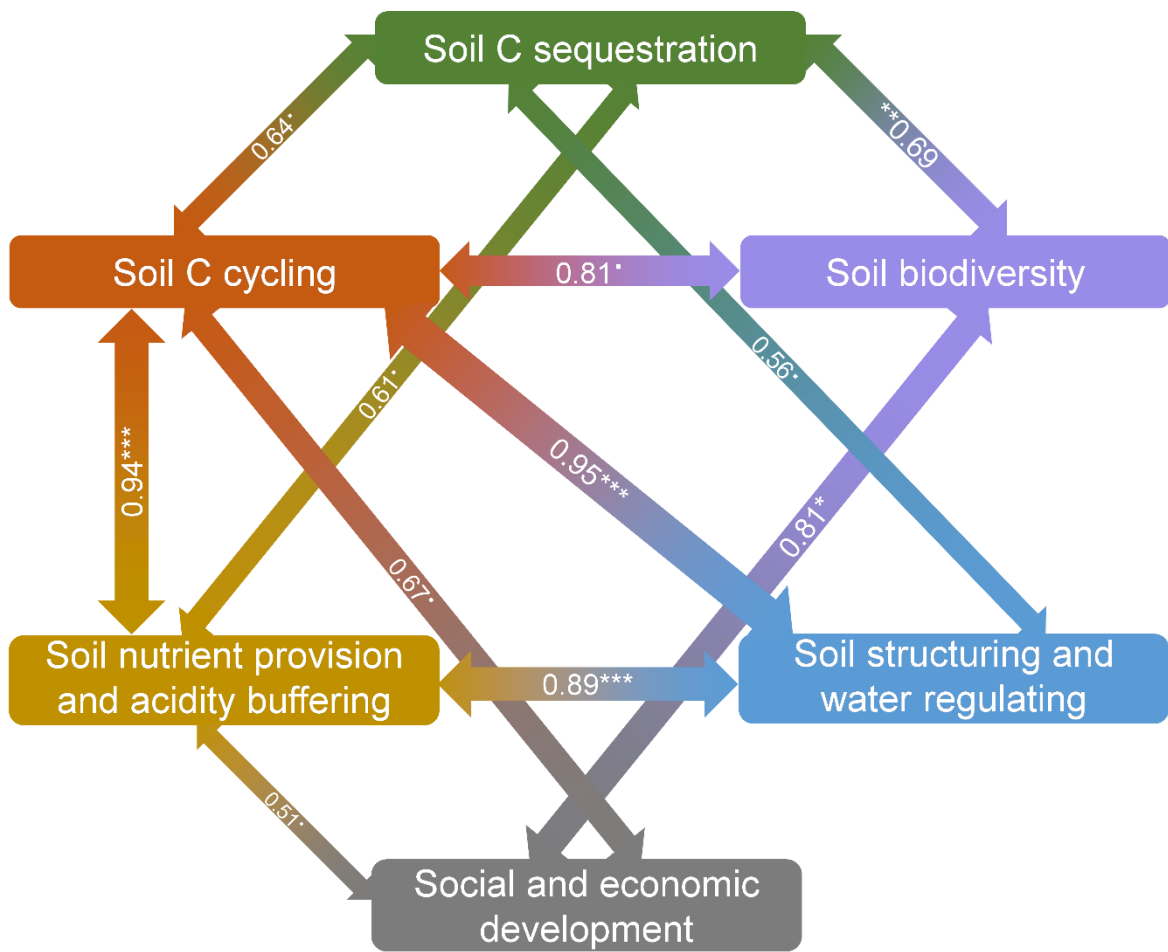 Soil C sequestration
0.64▪
**0.69
Soil C cycling
0.81▪
Soil biodiversity
0.61▪
0.56▪
0.94***
0.95***
0.81*
0.67▪
Soil nutrient provision
and acidity buffering
0.89***
Soil structuring and
water regulating
0.51▪
Social and economic
development